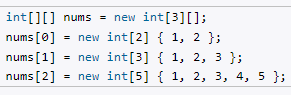 int[][] nums = new int[3][];
nums[0] = new int[2] { 1, 2 };
nums[1] = new int[3] { 1, 2, 3 };
nums[2] = new int[5] { 1, 2, 3, 4, 5 };